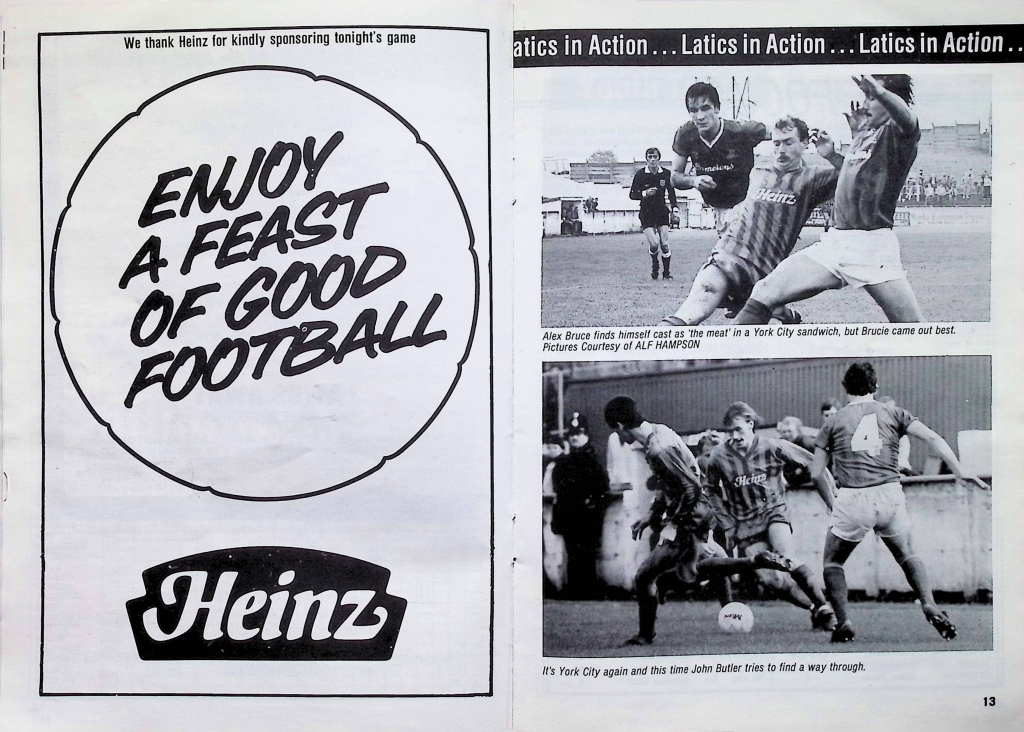 We thank Heinz for kindly sponsoring tonight's game
ENJOY
A FEAST
OF GOOD
FOOTBALL
Heinz
atics in Action ... Latics in Action ... Latics in Action ..
Heinz
Alex Bruce finds himself cast as 'the meat' in a York City sandwich, but Brucie came out best.
Pictures Courtesy of ALF HAMPSON
4
Heinz
It's York City again and this time John Butler tries to find a way through.
13